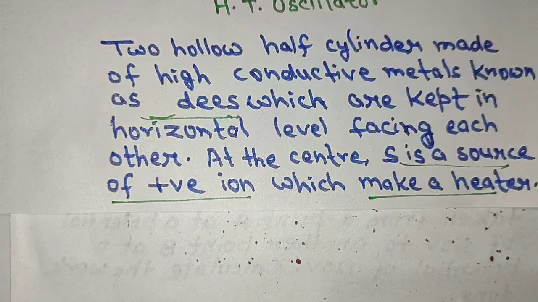 H. F. Oscillator
Two hollow half cylinder made
of high conductive metals known
as dees which are kept in
horizontal level facing each
other. At the centre, S is a source
of +ve ion which make a heater.